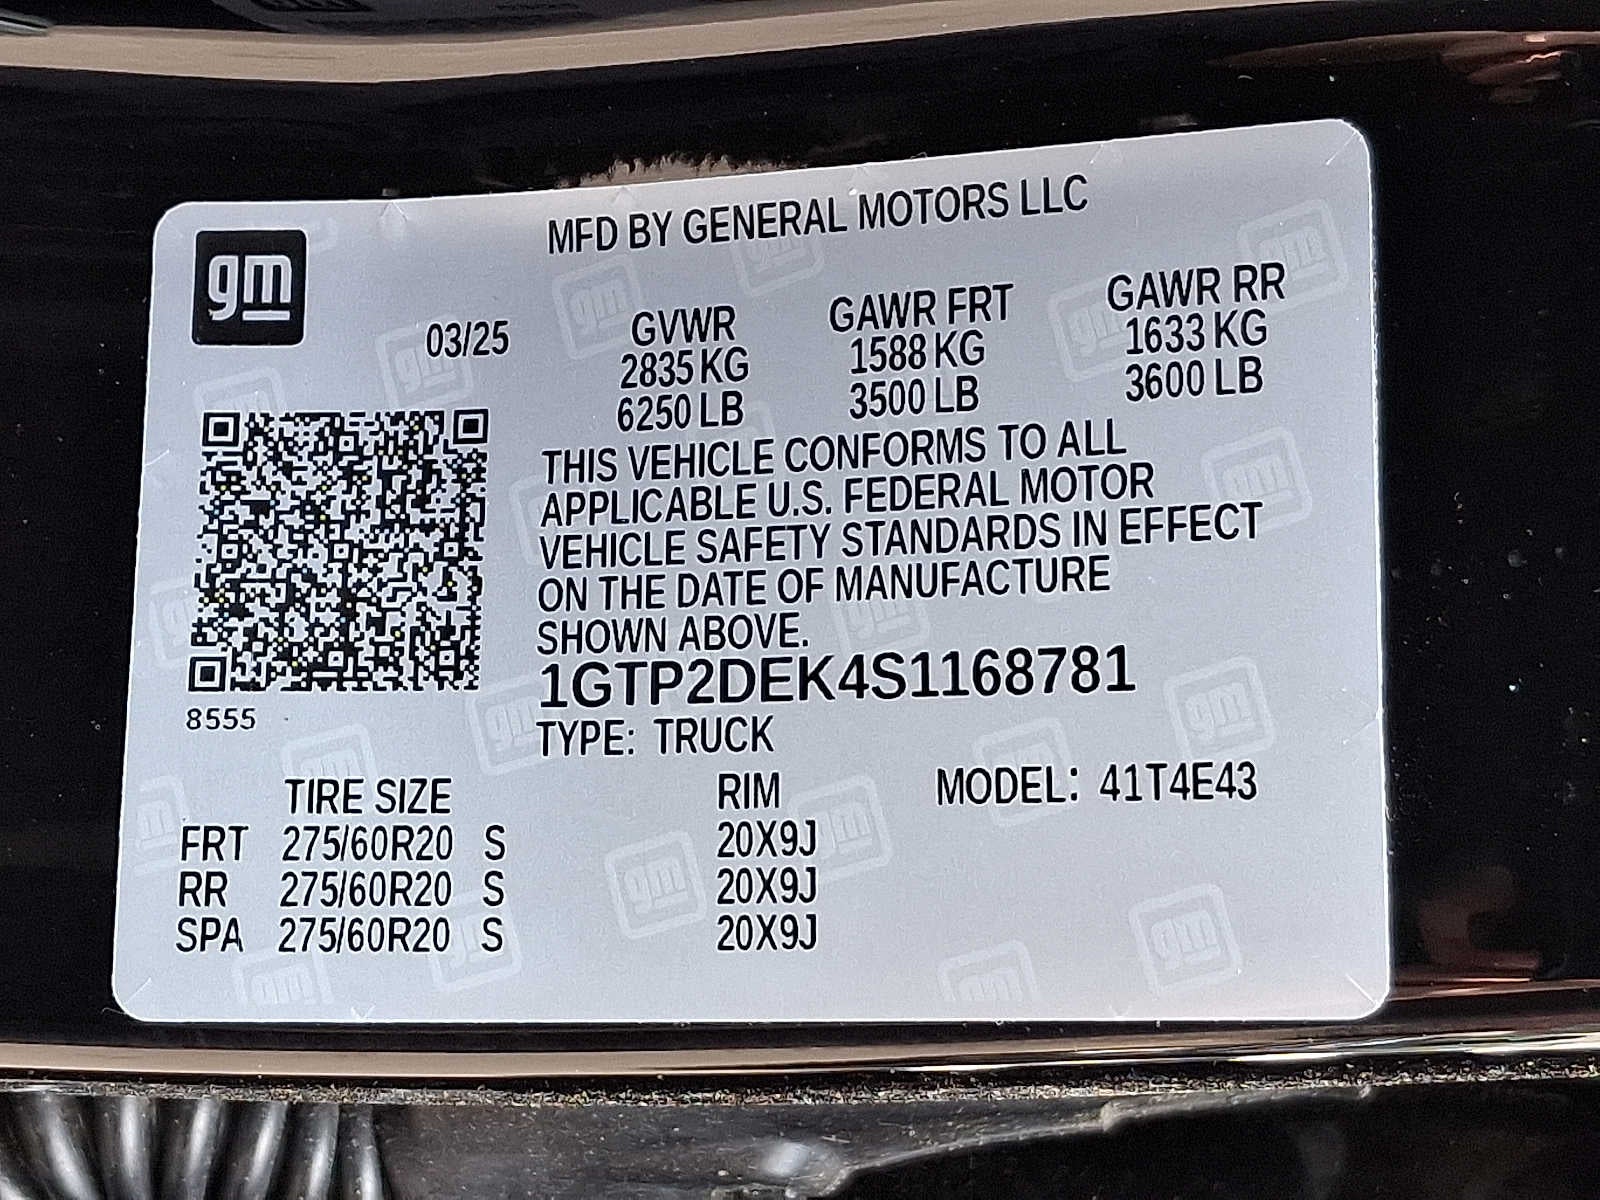 gm
MFD BY GENERAL MOTORS LLC
03/25 GVWR GAWR FRT GAWR RR
2835 KG 1588 KG 1633 KG
6250 LB 3500 LB 3600 LB
THIS VEHICLE CONFORMS TO ALL
APPLICABLE U.S. FEDERAL MOTOR
VEHICLE SAFETY STANDARDS IN EFFECT
ON THE DATE OF MANUFACTURE
SHOWN ABOVE.
1GTP2DEK4S1168781
8555
TYPE: TRUCK
TIRE SIZE RIM MODEL: 41T4E43
FRT 275/60R20 S 20X9J
RR 275/60R20 S 20X9J
SPA 275/60R20 S 20X9J